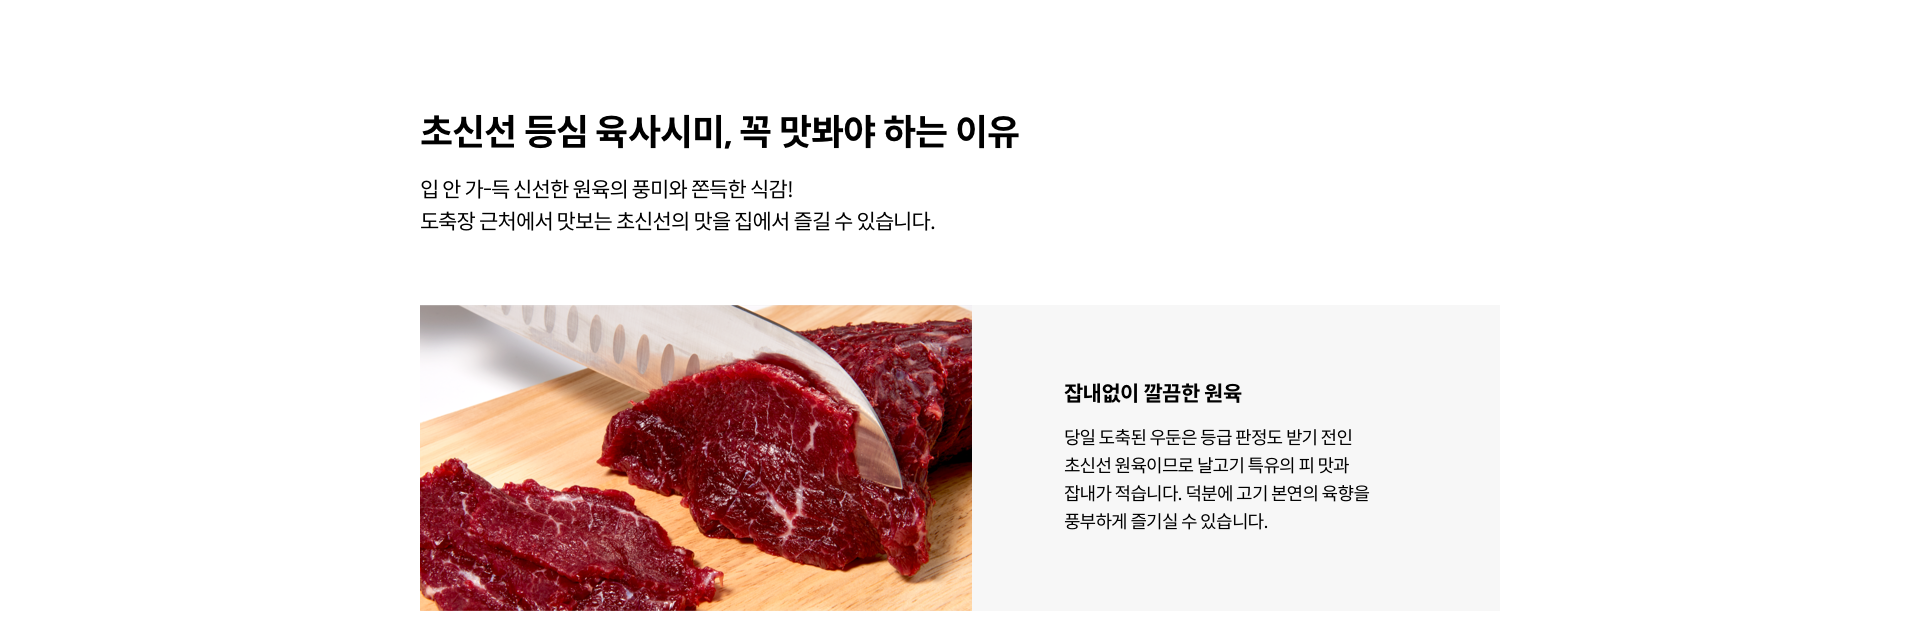 초신선 등심 육사시미, 꼭 맛봐야 하는 이유
입 안 가-득 신선한 원육의 풍미와 쫀득한 식감!
도축장 근처에서 맛보는 초신선의 맛을 집에서 즐길 수 있습니다.
잡내없이 깔끔한 원육
당일 도축된 우둔은 등급 판정도 받기 전인
초신선 원육이므로 날고기 특유의 피 맛과
잡내가 적습니다. 덕분에 고기 본연의 육향을
풍부하게 즐기실 수 있습니다.